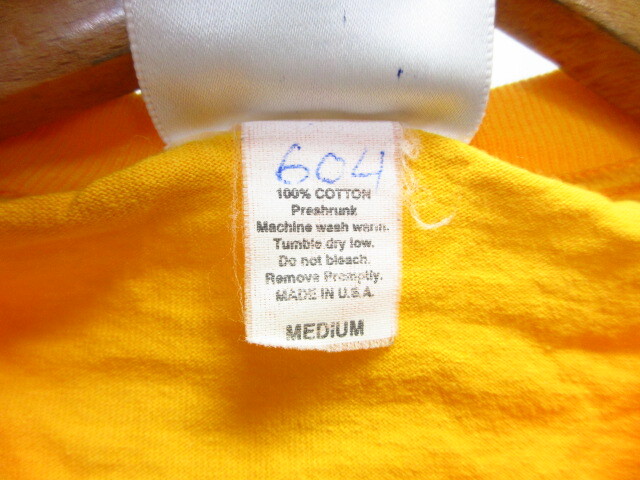 604
100% COTTON
Preshrunk
Machine wash warm.
Tumble dry low.
Do not bleach.
Remove Promptly.
MADE IN U.S.A.
MEDIUM